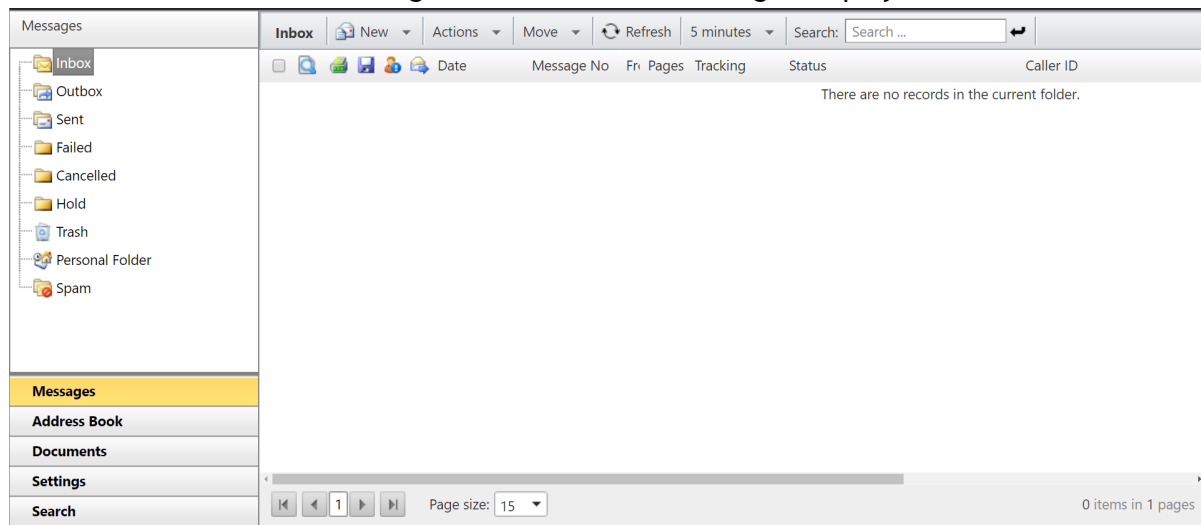 Messages
Inbox
Outbox
Sent
Failed
Cancelled
Hold
Trash
Personal Folder
Spam
Messages
Address Book
Documents
Settings
Search
Inbox New Actions Move Refresh 5 minutes Search: Search ...
Date Message No Fr Pages Tracking Status Caller ID
There are no records in the current folder.
1 Page size: 15 0 items in 1 pages